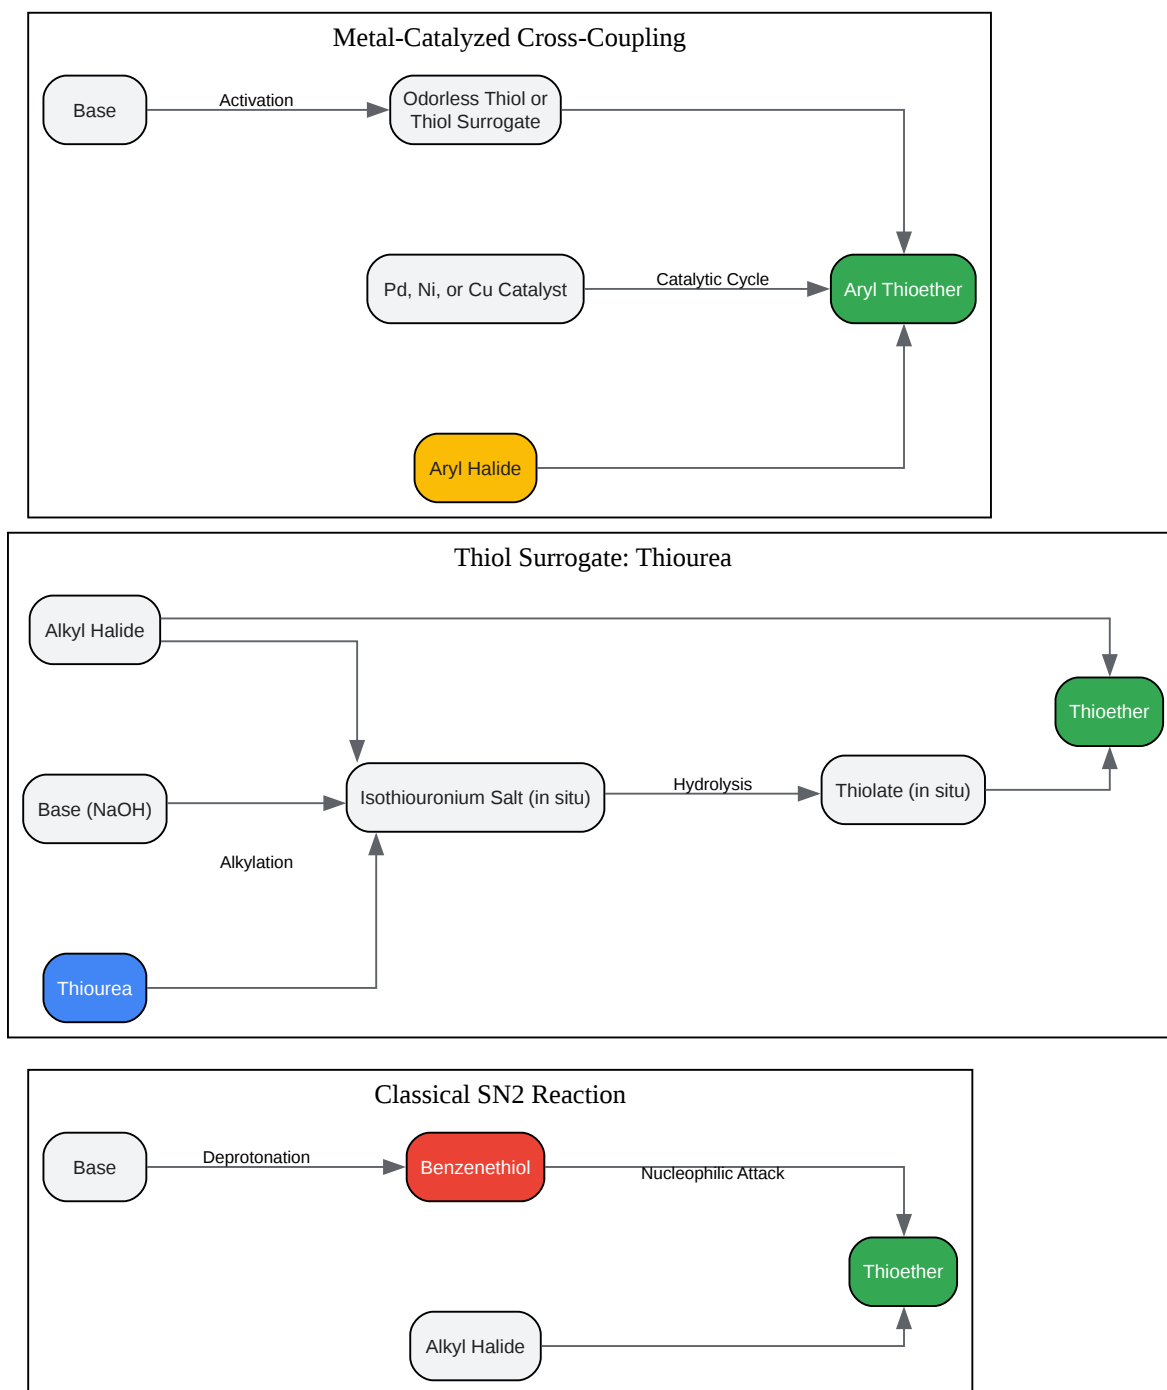 Metal-Catalyzed Cross-Coupling
Base
Activation
Odorless Thiol or
Thiol Surrogate
Pd, Ni, or Cu Catalyst
Catalytic Cycle
Aryl Thioether
Aryl Halide
Thiol Surrogate: Thiourea
Alkyl Halide
Thioether
Base (NaOH)
Isothiouronium Salt (in situ)
Hydrolysis
Thiolate (in situ)
Alkylation
Thiourea
Classical SN2 Reaction
Base
Deprotonation
Benzenethiol
Nucleophilic Attack
Thioether
Alkyl Halide